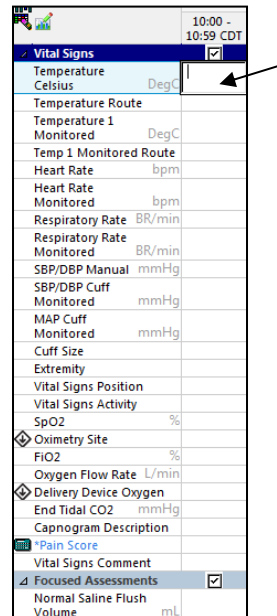 10:00 -
10:59 CDT
Vital Signs
Temperature
Celsius DegC
Temperature Route
Temperature 1
Monitored DegC
Temp 1 Monitored Route
Heart Rate bpm
Heart Rate
Monitored bpm
Respiratory Rate BR/min
Respiratory Rate
Monitored BR/min
SBP/DBP Manual mmHg
SBP/DBP Cuff
Monitored mmHg
MAP Cuff
Monitored mmHg
Cuff Size
Extremity
Vital Signs Position
Vital Signs Activity
SpO2 %
Oximetry Site
FiO2 %
Oxygen Flow Rate L/min
Delivery Device Oxygen
End Tidal CO2 mmHg
Capnogram Description
*Pain Score
Vital Signs Comment
Focused Assessments
Normal Saline Flush
Volume mL